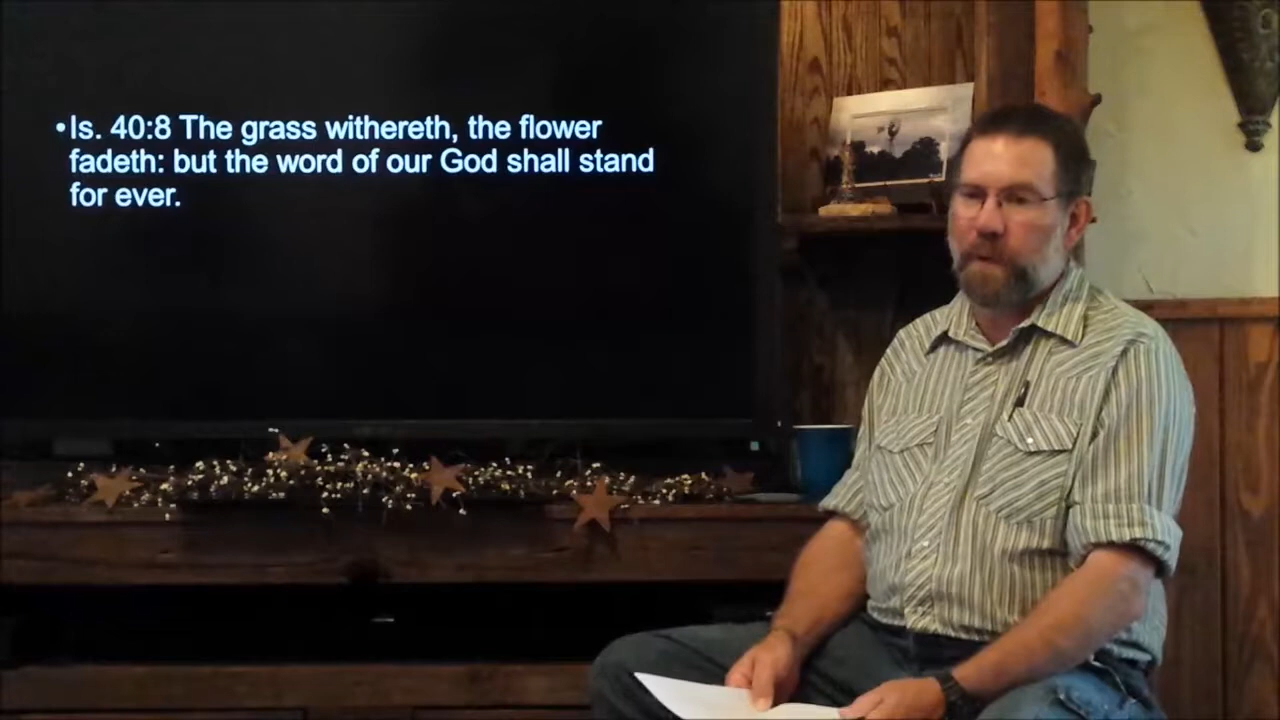 •Is. 40:8 The grass withereth, the flower
fadeth: but the word of our God shall stand
for ever.